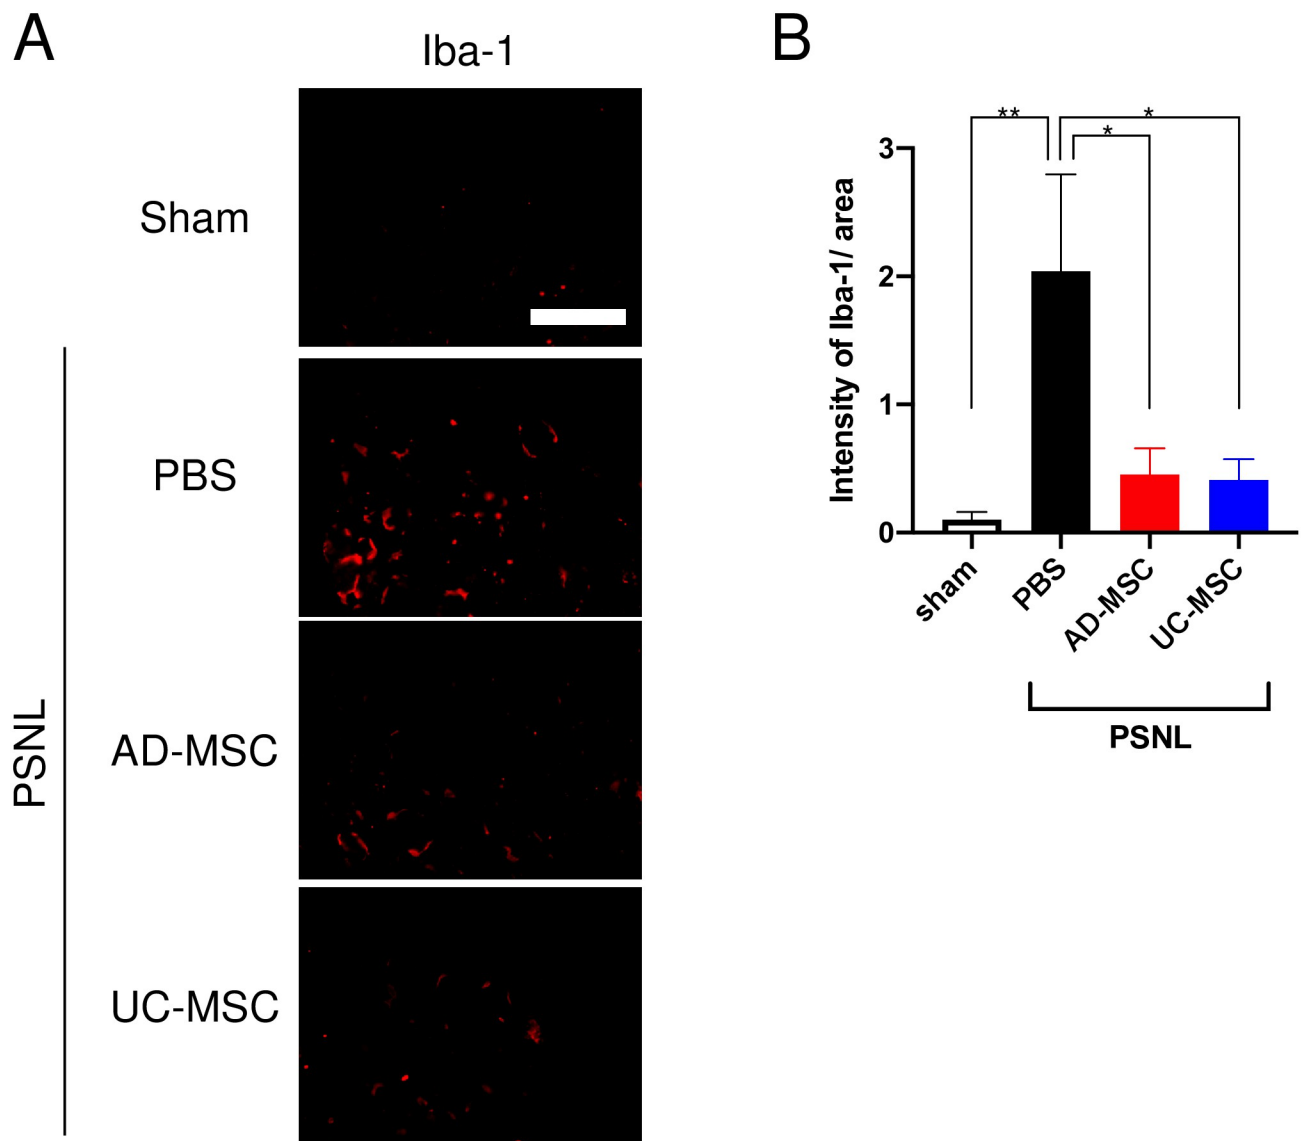 A
Iba-1
Sham
PBS
AD-MSC
UC-MSC
PSNL
B
** *
*
3
2
1
0
Intensity of Iba-1/ area
sham
PBS
AD-MSC
UC-MSC
PSNL